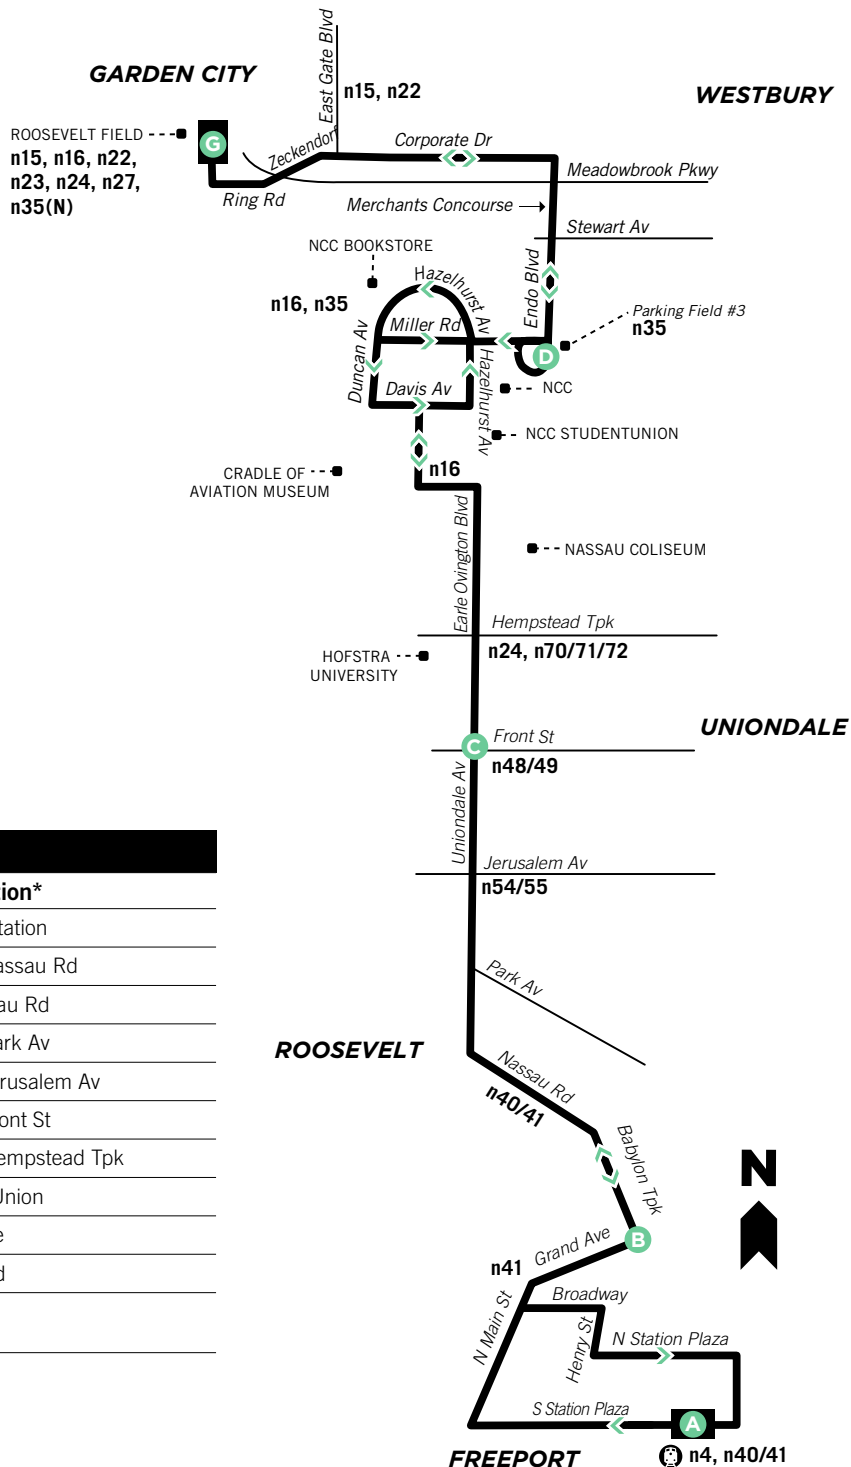 GARDEN CITY
East Gate Blvd
n15, n22
WESTBURY
ROOSEVELT FIELD
n15, n16, n22,
n23, n24, n27,
n35(N)
G
Zeckendorf
Corporate Dr
Ring Rd
Meadowbrook Pkwy
Merchants Concourse
Stewart Av
NCC BOOKSTORE
n16, n35
Hazelhurst Av
Endo Blvd
Parking Field #3
n35
Miller Rd
D
Duncan Av
Hazelhurst Av
Davis Av
NCC
NCC STUDENTUNION
n16
CRADLE OF
AVIATION MUSEUM
Earle Ovington Blvd
NASSAU COLISEUM
Hempstead Tpk
n24, n70/71/72
HOFSTRA
UNIVERSITY
UNIONDALE
C
Front St
n48/49
Uniondale Av
Jerusalem Av
n54/55
Park Av
ROOSEVELT
Nassau Rd
n40/41
Babylon Tpk
N
B
Grand Ave
n41
Broadway
N Main St
Henry St
N Station Plaza
S Station Plaza
A
FREEPORT
n4, n40/41
tion*
tation
assau Rd
au Rd
ark Av
rusalem Av
ont St
empstead Tpk
Union
e
d